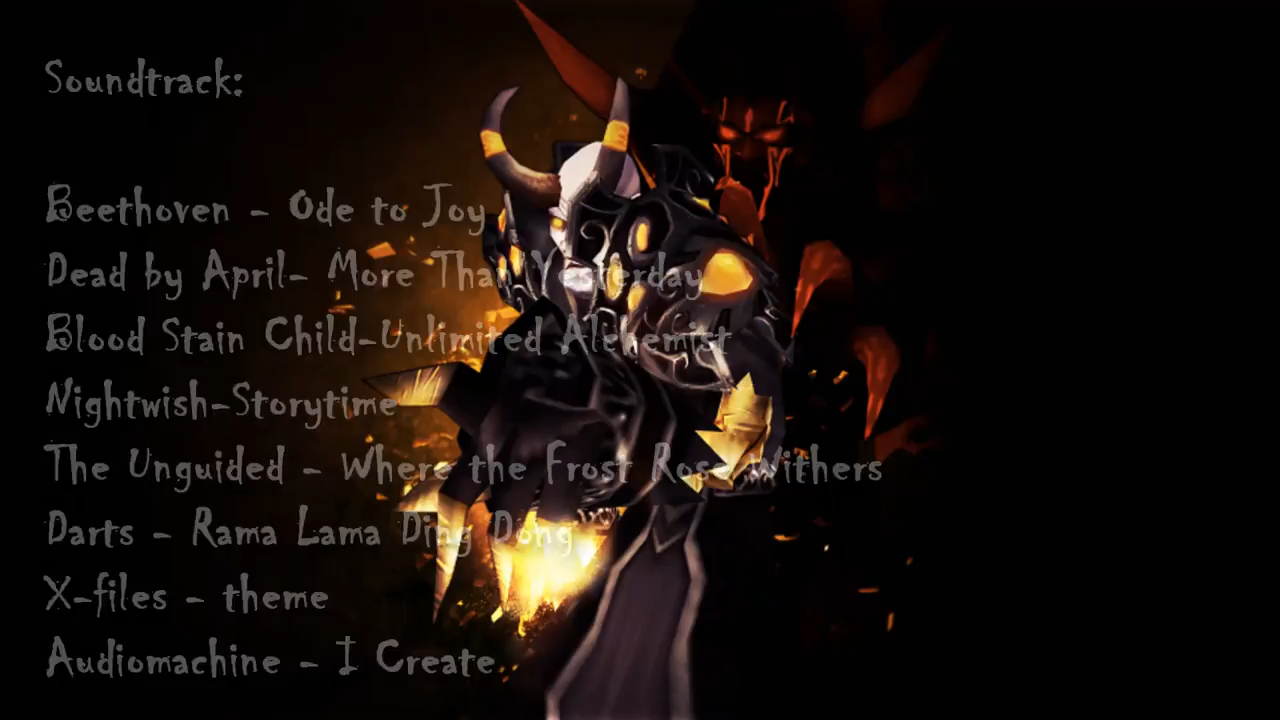 Soundtrack:
Beethoven - Ode to Joy
Dead by April- More Than Yesterday
Blood Stain Child-Unlimited Alchemist
Nightwish-Storytime
The Unguided - Where the Frost Rose Withers
Darts - Rama Lama Ding Dong
X-files - theme
Audiomachine - I Create